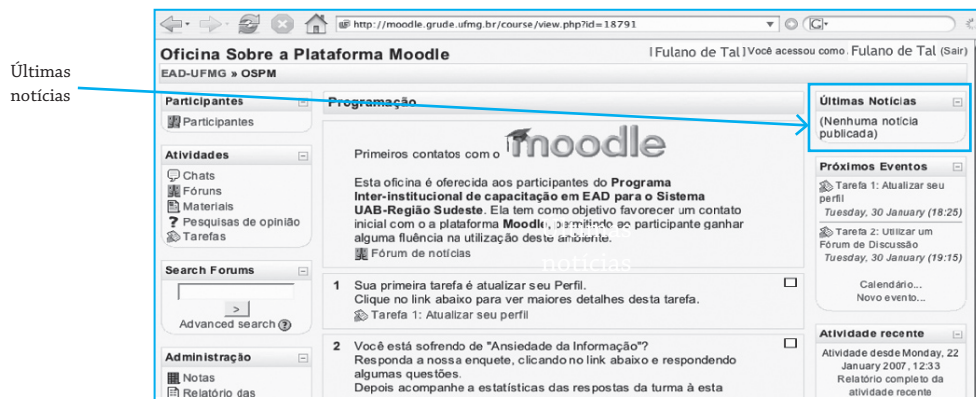 Últimas
notícias
http://moodle.grude.ufmg.br/course/view.php?id=18791
Oficina Sobre a Plataforma Moodle
[Fulano de Tal] Você acessou como. Fulano de Tal (Sair)
EAD-UFMG » OSPM
Participantes
Participantes
Atividades
Chats
Fóruns
Materiais
? Pesquisas de opinião
Tarefas
Search Forums
>
Advanced search ?
Administração
Notas
Relatório das
Programação
Primeiros contatos com o moodle
Esta oficina é oferecida aos participantes do Programa
Inter-institucional de capacitação em EAD para o Sistema
UAB-Região Sudeste. Ela tem como objetivo favorecer um contato
inicial com o a plataforma Moodle, permitindo ao participante ganhar
alguma fluência na utilização deste ambiente.
Últimas
notícias
Fórum de notícias
1 Sua primeira tarefa é atualizar seu Perfil.
Clique no link abaixo para ver maiores detalhes desta tarefa.
Tarefa 1: Atualizar seu perfil
2 Você está sofrendo de "Ansiedade da Informação"?
Responda a nossa enquete, clicando no link abaixo e respondendo
algumas questões.
Depois acompanhe a estatísticas das respostas da turma à esta
Últimas Notícias
(Nenhuma notícia
publicada)
Próximos Eventos
Tarefa 1: Atualizar seu
perfil
Tuesday, 30 January (18:25)
Tarefa 2: Utilizar um
Fórum de Discussão
Tuesday, 30 January (19:15)
Calendário...
Novo evento...
Atividade recente
Atividade desde Monday, 22
January 2007, 12:33
Relatório completo da
atividade recente